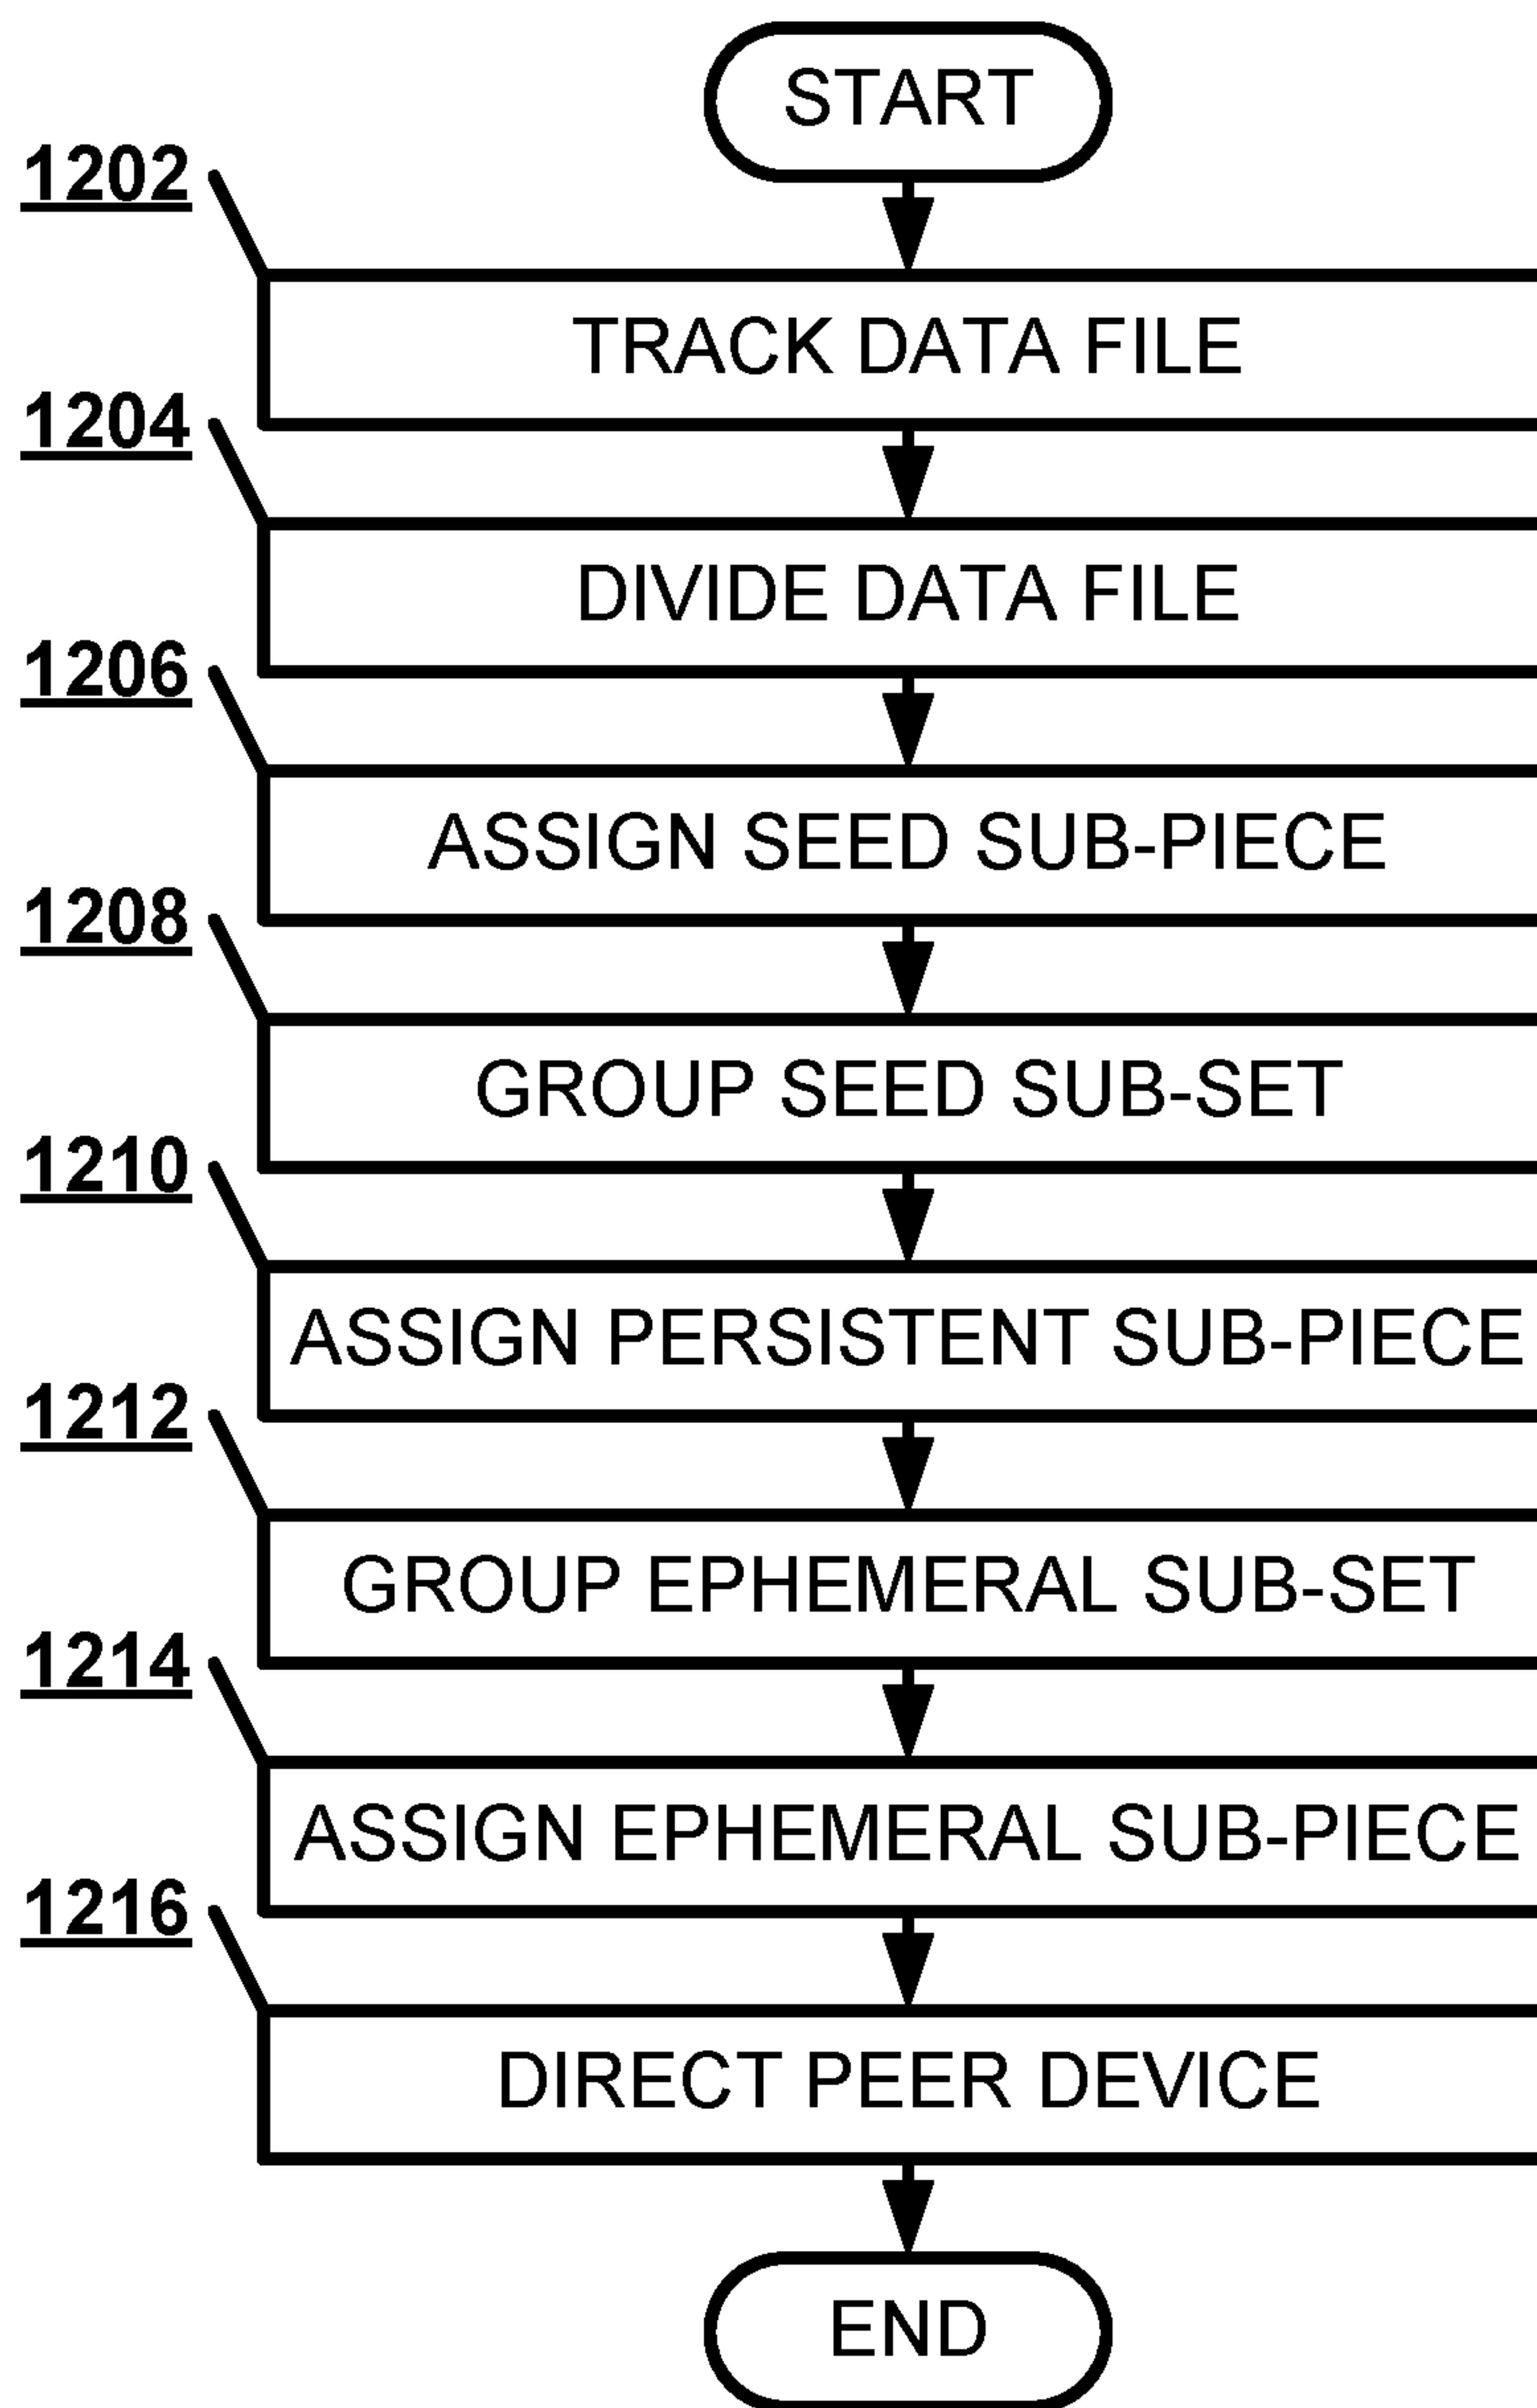 START
1202
TRACK DATA FILE
1204
DIVIDE DATA FILE
1206
ASSIGN SEED SUB-PIECE
1208
GROUP SEED SUB-SET
1210
ASSIGN PERSISTENT SUB-PIECE
1212
GROUP EPHEMERAL SUB-SET
1214
ASSIGN EPHEMERAL SUB-PIECE
1216
DIRECT PEER DEVICE
END